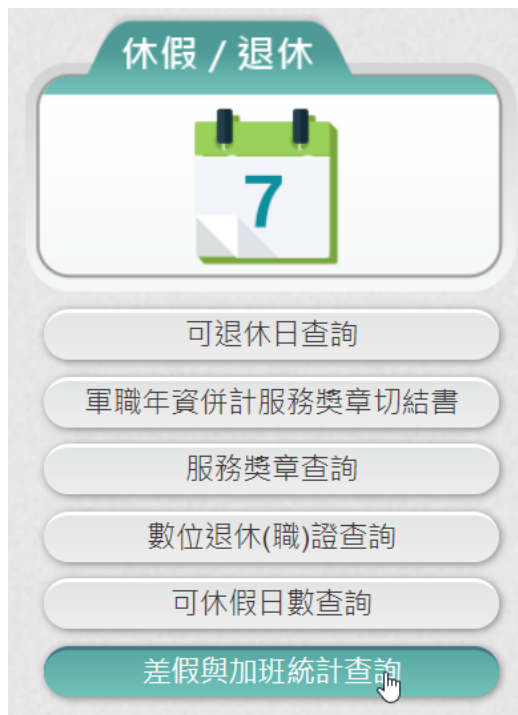 休假 / 退休
7
可退休日查詢
軍職年資併計服務獎章切結書
服務獎章查詢
數位退休(職)證查詢
可休假日數查詢
差假與加班統計查詢